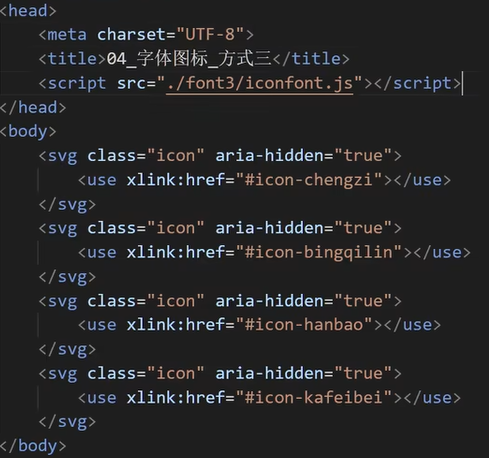 <head>
    <meta charset="UTF-8">
    <title>04_字体图标_方式三</title>
    <script src="./font3/iconfont.js"></script>
</head>
<body>
    <svg class="icon" aria-hidden="true">
        <use xlink:href="#icon-chengzi"></use>
    </svg>
    <svg class="icon" aria-hidden="true">
        <use xlink:href="#icon-bingqilin"></use>
    </svg>
    <svg class="icon" aria-hidden="true">
        <use xlink:href="#icon-hanbao"></use>
    </svg>
    <svg class="icon" aria-hidden="true">
        <use xlink:href="#icon-kafeibei"></use>
    </svg>
</body>